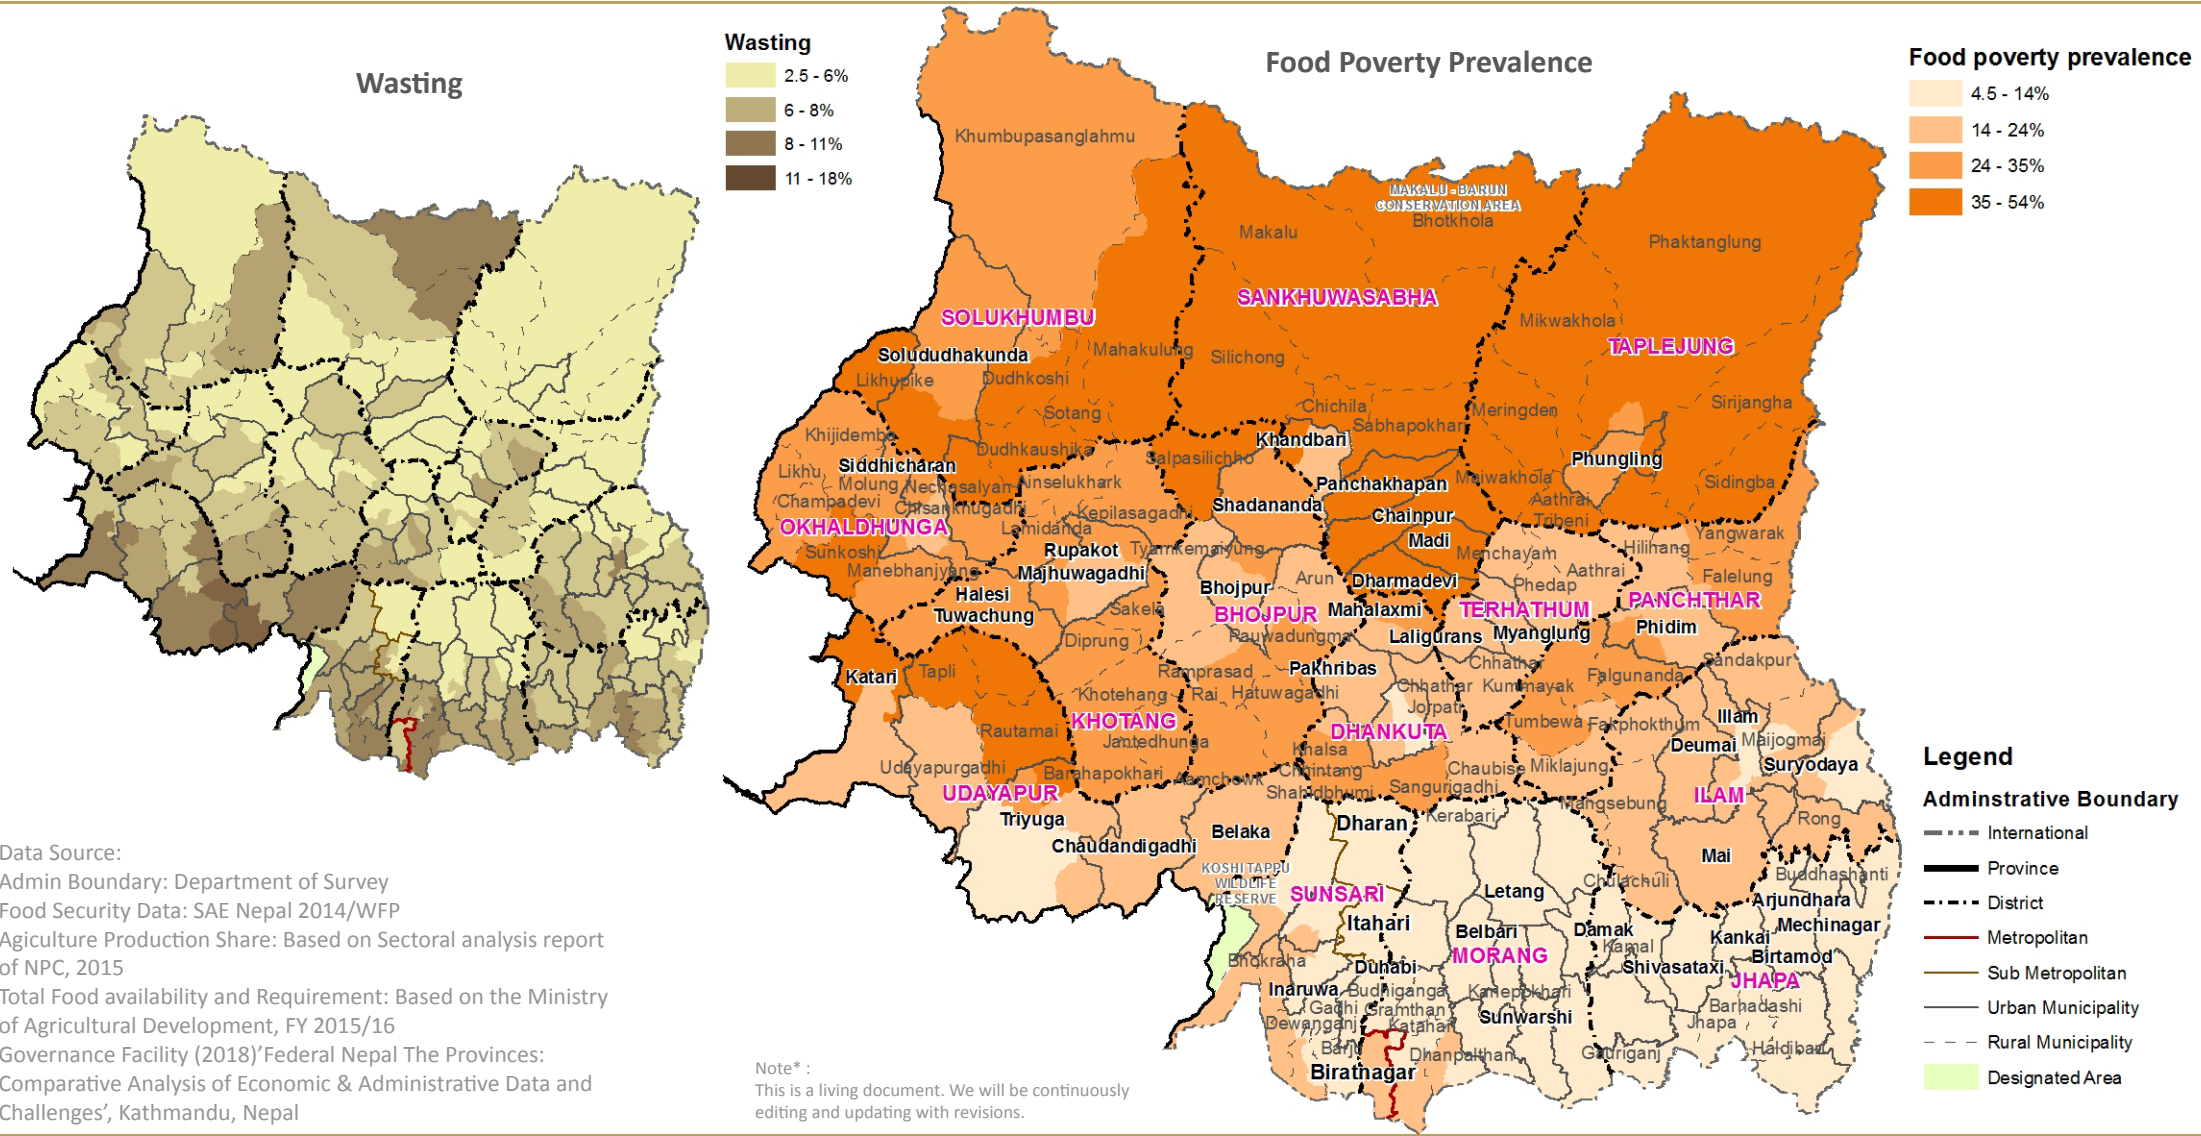 Wasting
Wasting
2.5 - 6%
6 - 8%
8 - 11%
11 - 18%
Food Poverty Prevalence
Food poverty prevalence
4.5 - 14%
14 - 24%
24 - 35%
35 - 54%
Khumbupasanglahmu
MAKALU - BARUN
CONSERVATION AREA
Bhotkhola
Makalu
Phaktanglung
SANKHUWASABHA
SOLUKHUMBU
Mikwakhola
TAPLEJUNG
Mahakulung
Silichong
Solududhakunda
Likhupike
Dudhkoshi
Sotang
Chichila
Sabhapokhari
Meringden
Sirijangha
Khijidemba
Dudhkaushika
Khandbari
Salpasilichho
Phungling
Siddhicharan
Likhu
Molung
Nechasalyan
Ainselukhark
Panchakhapan
Maiwakhola
Sidingba
Champadevi
Chisankhugadhi
Kepilasagadhi
Shadananda
Chainpur
Aathrai
Tribeni
OKHALDHUNGA
Lamidanda
Madi
Yangwarak
Sunkoshi
Rupakot
Majhuwagadhi
Tyamkemaiyung
Menchayam
Hilihang
Manebhanjyang
Aathrai
Falelung
Halesi
Tuwachung
Bhojpur
Arun
Dharmadevi
Phedap
Sakela
BHOJPUR
Mahalaxmi
TERHATHUM
PANCHTHAR
Diprung
Pauwadungma
Laligurans
Myanglung
Phidim
Katari
Tapli
Ramprasad
Rai
Pakhribas
Chhathar
Sandakpur
Khotehang
Hatuwagadhi
Chhathar
Jorpati
Kummayak
Falgunanda
KHOTANG
Rautamai
DHANKUTA
Tumbewa
Fakphokthum
Illam
Jantedhunga
Khalsa
Chhintang
Shahidbhumi
Deumai
Maijogmai
Udayapurgadhi
Barahapokhari
Aamchowk
Sangurigadhi
Chaubise
Miklajung
Suryodaya
UDAYAPUR
Mangsebung
ILAM
Triyuga
Belaka
Dharan
Kerabari
Rong
Chaudandigadhi
Mai
KOSHI TAPPU
WILDLIFE
RESERVE
SUNSARI
Letang
Chulachuli
Buddhashanti
Arjundhara
Itahari
Belbari
Damak
Kamal
Kankai
Mechinagar
Bhokraha
Duhabi
MORANG
Shivasataxi
Birtamod
JHAPA
Inaruwa
Budhiganga
Kanepokhari
Gadhi
Gramthan
Sunwarshi
Barhadashi
Dewanganj
Katahari
Jhapa
Barju
Dhanpalthan
Gauriganj
Haldibari
Biratnagar
Legend
Adminstrative Boundary
International
Province
District
Metropolitan
Sub Metropolitan
Urban Municipality
Rural Municipality
Designated Area
Data Source:
Admin Boundary: Department of Survey
Food Security Data: SAE Nepal 2014/WFP
Agiculture Production Share: Based on Sectoral analysis report
of NPC, 2015
Total Food availability and Requirement: Based on the Ministry
of Agricultural Development, FY 2015/16
Governance Facility (2018)’Federal Nepal The Provinces:
Comparative Analysis of Economic & Administrative Data and
Challenges’, Kathmandu, Nepal
Note* :
This is a living document. We will be continuously
editing and updating with revisions.